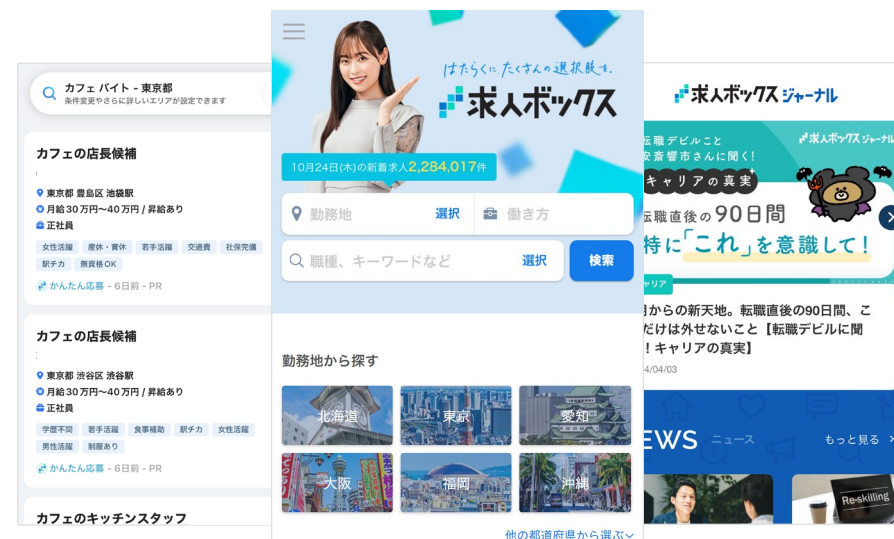 カフェ バイト - 東京都
条件変更やさらに詳しいエリアが設定できます
カフェの店長候補
東京都 豊島区 池袋駅
月給30万円〜40万円 / 昇給あり
正社員
女性活躍 産休・育休 若手活躍 交通費 社保完備
駅チカ 無資格OK
かんたん応募 - 6日前 - PR
カフェの店長候補
東京都 渋谷区 渋谷駅
月給30万円〜40万円 / 昇給あり
正社員
学歴不問 若手活躍 食事補助 駅チカ 女性活躍
男性活躍 制服あり
かんたん応募 - 6日前 - PR
カフェのキッチンスタッフ
はたらくに たくさんの選択肢を。
求人ボックス
10月24日(木)の新着求人2,284,017件
勤務地 選択 働き方
職種、キーワードなど 選択 検索
勤務地から探す
北海道 東京 愛知
大阪 福岡 沖縄
他の都道府県から選ぶ
求人ボックス ジャーナル
転職デビルこと
安斎響市さんに聞く!
求人ボックス ジャーナル
キャリアの真実
転職直後の90日間
特に「これ」を意識して!
ャリア
月からの新天地。転職直後の90日間、こ
だけは外せないこと【転職デビルに聞
!キャリアの真実】
4/04/03
EWS ニュース もっと見る
Re-skilling